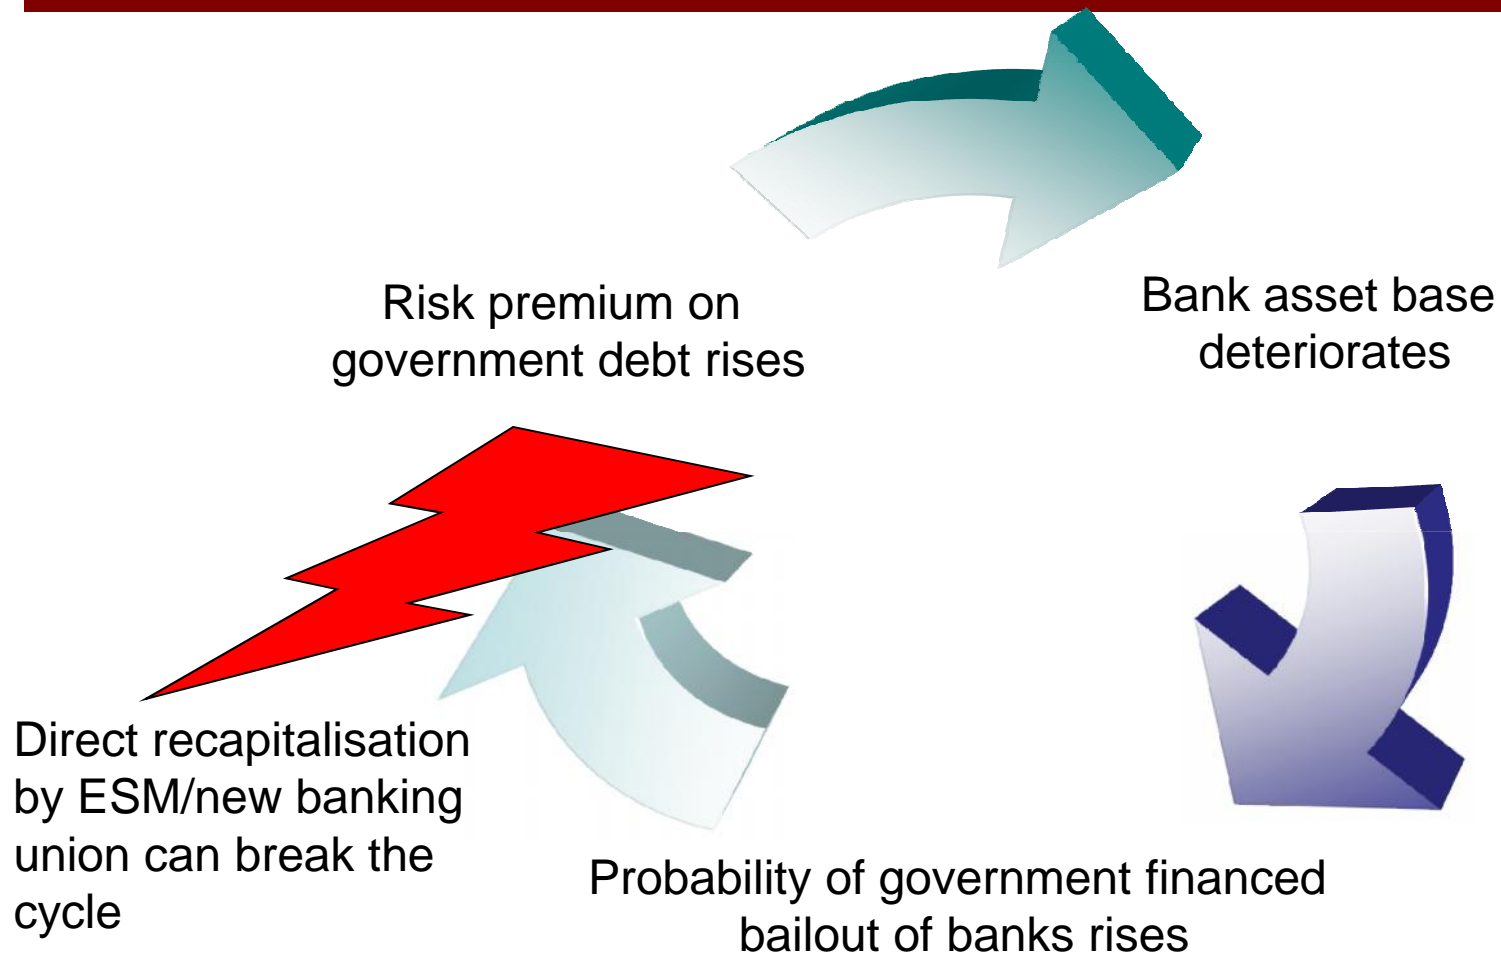 Risk premium on
government debt rises
Bank asset base
deteriorates
Direct recapitalisation
by ESM/new banking
union can break the
cycle
Probability of government financed
bailout of banks rises